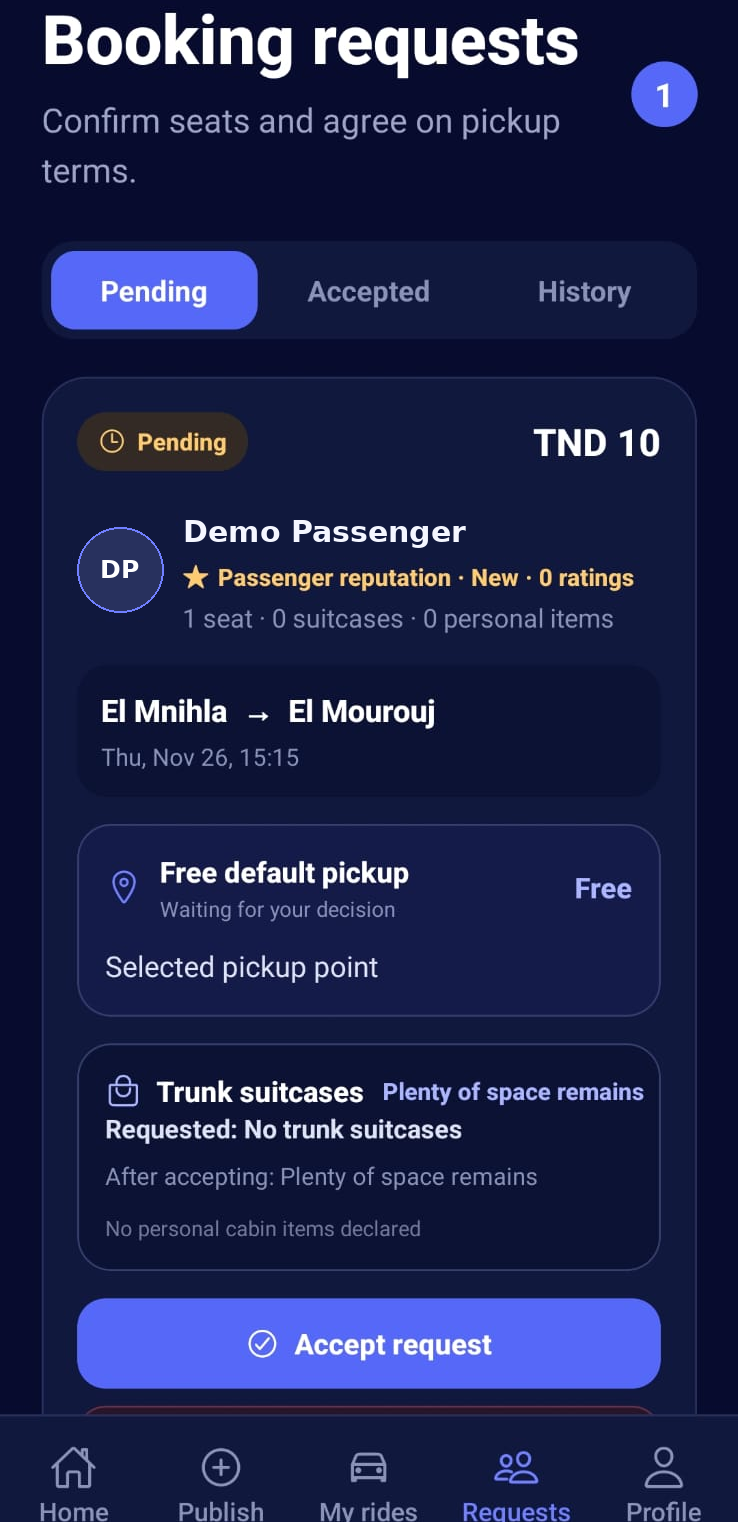 Booking requests
1
Confirm seats and agree on pickup
terms.
Pending
Accepted
History
Pending
TND 10
DP
Demo Passenger
★ Passenger reputation · New · 0 ratings
1 seat · 0 suitcases · 0 personal items
El Mnihla → El Mourouj
Thu, Nov 26, 15:15
Free default pickup
Free
Waiting for your decision
Selected pickup point
Trunk suitcases
Plenty of space remains
Requested: No trunk suitcases
After accepting: Plenty of space remains
No personal cabin items declared
Accept request
Home
Publish
My rides
Requests
Profile